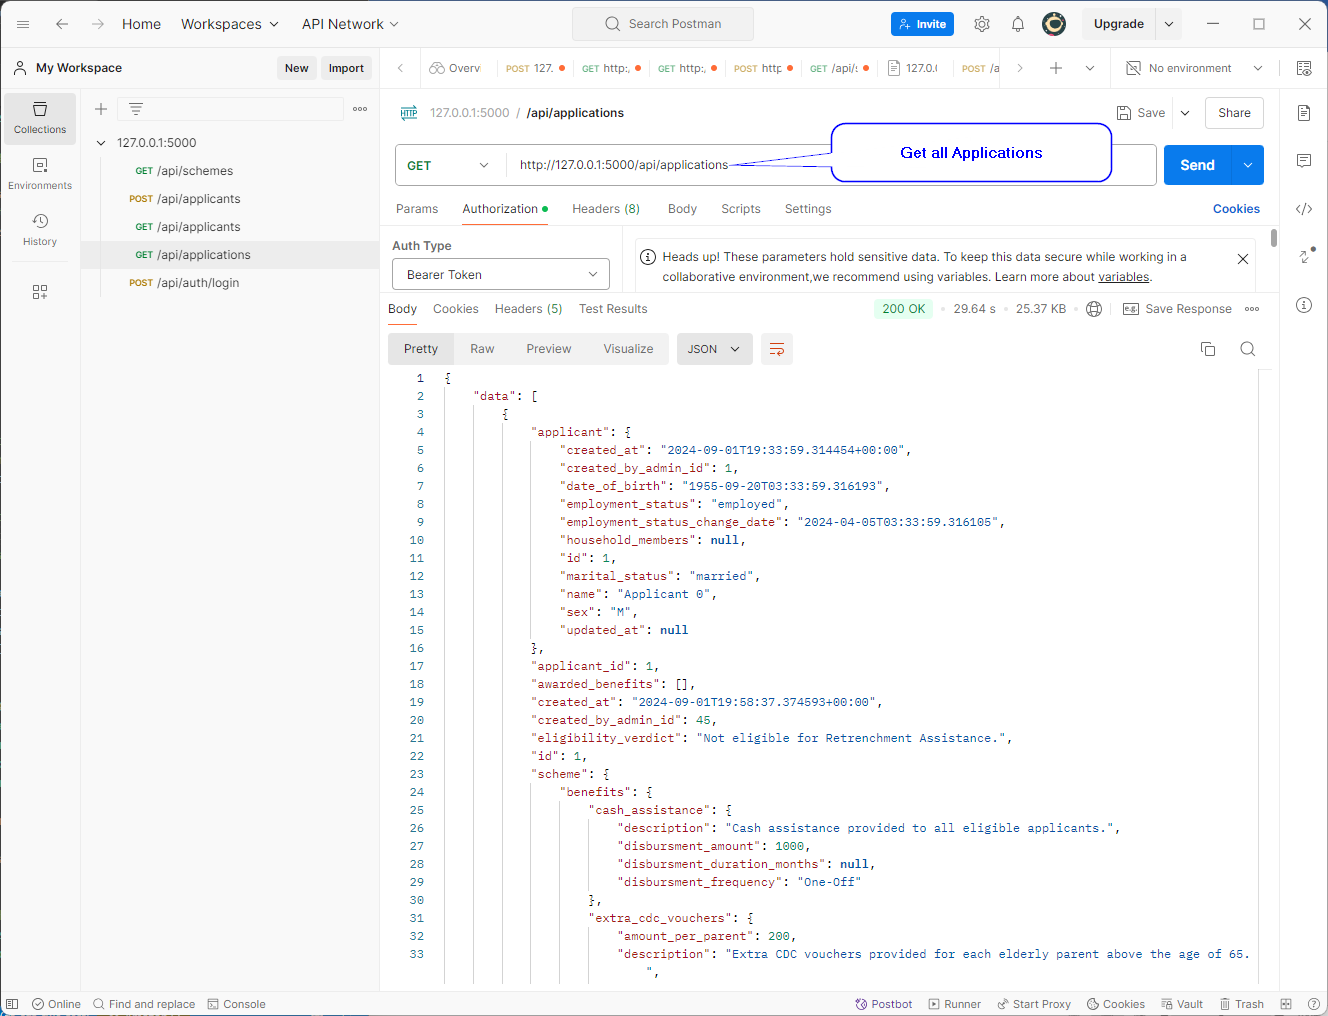 Home Workspaces API Network Search Postman Invite Upgrade
My Workspace New Import Overvi POST 127. GET http:, GET http:, POST http GET /api/s 127.0.( POST /a No environment
Collections
Environments
History
127.0.0.1:5000
GET /api/schemes
POST /api/applicants
GET /api/applicants
GET /api/applications
POST /api/auth/login
HTTP 127.0.0.1:5000 / /api/applications Save Share
GET http://127.0.0.1:5000/api/applications Send
Get all Applications
Params Authorization Headers (8) Body Scripts Settings Cookies
Auth Type
Bearer Token
Heads up! These parameters hold sensitive data. To keep this data secure while working in a
collaborative environment,we recommend using variables. Learn more about variables.
Body Cookies Headers (5) Test Results 200 OK 29.64 s 25.37 KB e.g. Save Response
Pretty Raw Preview Visualize JSON
1 {
2 "data": [
3 {
4 "applicant": {
5 "created_at": "2024-09-01T19:33:59.314454+00:00",
6 "created_by_admin_id": 1,
7 "date_of_birth": "1955-09-20T03:33:59.316193",
8 "employment_status": "employed",
9 "employment_status_change_date": "2024-04-05T03:33:59.316105",
10 "household_members": null,
11 "id": 1,
12 "marital_status": "married",
13 "name": "Applicant 0",
14 "sex": "M",
15 "updated_at": null
16 },
17 "applicant_id": 1,
18 "awarded_benefits": [],
19 "created_at": "2024-09-01T19:58:37.374593+00:00",
20 "created_by_admin_id": 45,
21 "eligibility_verdict": "Not eligible for Retrenchment Assistance.",
22 "id": 1,
23 "scheme": {
24 "benefits": {
25 "cash_assistance": {
26 "description": "Cash assistance provided to all eligible applicants.",
27 "disbursment_amount": 1000,
28 "disbursment_duration_months": null,
29 "disbursment_frequency": "One-Off"
30 },
31 "extra_cdc_vouchers": {
32 "amount_per_parent": 200,
33 "description": "Extra CDC vouchers provided for each elderly parent above the age of 65.
",
Online Find and replace Console Postbot Runner Start Proxy Cookies Vault Trash